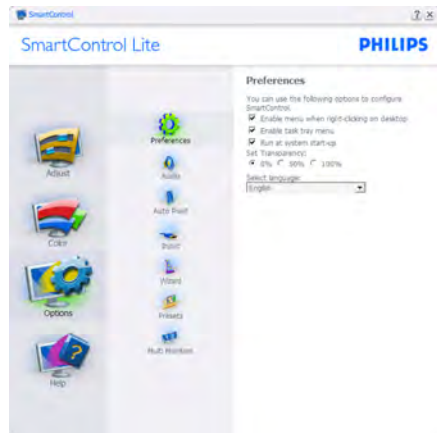 SmartControl
SmartControl Lite
PHILIPS
Adjust
Color
Options
Help
Preferences
Audio
Auto Pivot
Input
Wizard
Presets
Multi Monitors
Preferences
You can use the following options to configure
SmartControl.
Enable menu when right-clicking on desktop
Enable task tray menu
Run at system start-up
Set Transparency:
0% 50% 100%
Select language:
English